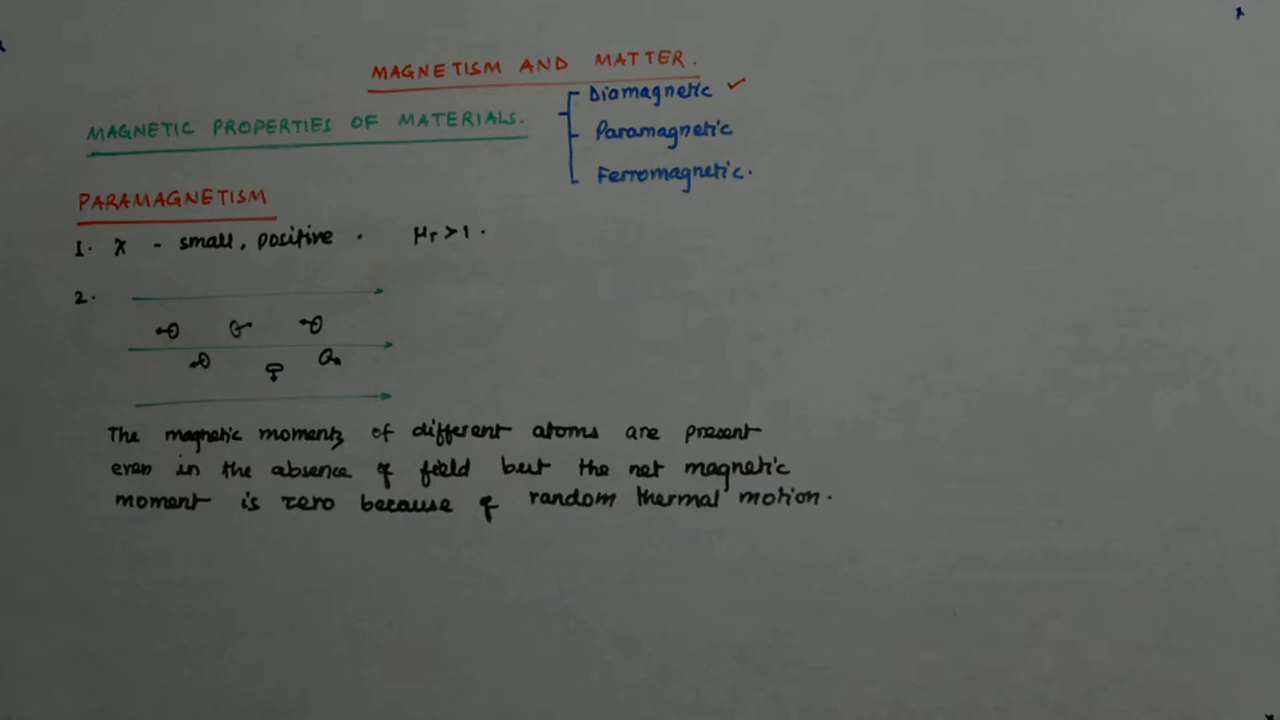 MAGNETISM AND MATTER.
MAGNETIC PROPERTIES OF MATERIALS.
Diamagnetic ✓
Paramagnetic
Ferromagnetic.
PARAMAGNETISM
1. χ - small, positive . μr > 1 .
2.
The magnetic moments of different atoms are present
even in the absence of field but the net magnetic
moment is zero because of random thermal motion.